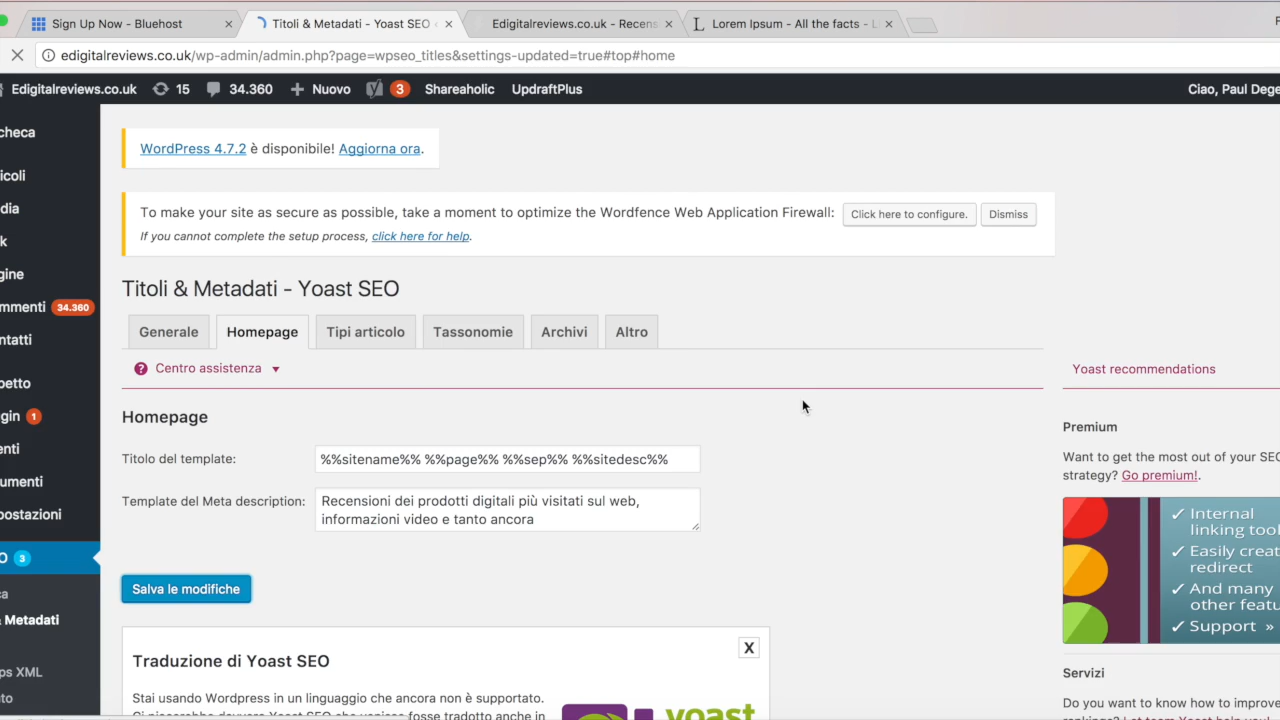 Sign Up Now - Bluehost
Titoli & Metadati - Yoast SEO
Edigitalreviews.co.uk - Recens
Lorem Ipsum - All the facts - L
edigitalreviews.co.uk/wp-admin/admin.php?page=wpseo_titles&settings-updated=true#top#home
Edigitalreviews.co.uk 15 34.360 + Nuovo 3 Shareaholic UpdraftPlus Ciao, Paul Dege
checa
icoli
dia
k
gine
mmenti 34.360
ntatti
petto
gin 1
enti
umenti
postazioni
O 3
ca
& Metadati
ps XML
to
WordPress 4.7.2 è disponibile! Aggiorna ora.
To make your site as secure as possible, take a moment to optimize the Wordfence Web Application Firewall: Click here to configure. Dismiss
If you cannot complete the setup process, click here for help.
Titoli & Metadati - Yoast SEO
Generale Homepage Tipi articolo Tassonomie Archivi Altro
? Centro assistenza
Homepage
Titolo del template: %%sitename%% %%page%% %%sep%% %%sitedesc%%
Template del Meta description: Recensioni dei prodotti digitali più visitati sul web,
informazioni video e tanto ancora
Salva le modifiche
X
Traduzione di Yoast SEO
Stai usando Wordpress in un linguaggio che ancora non è supportato.
fosse tradotto anche in
yoast
Yoast recommendations
Premium
Want to get the most out of your SEO
strategy? Go premium!.
✓ Internal
linking tool
✓ Easily creat
redirect
✓ And many
other featu
✓ Support »
Servizi
Do you want to know how to improve